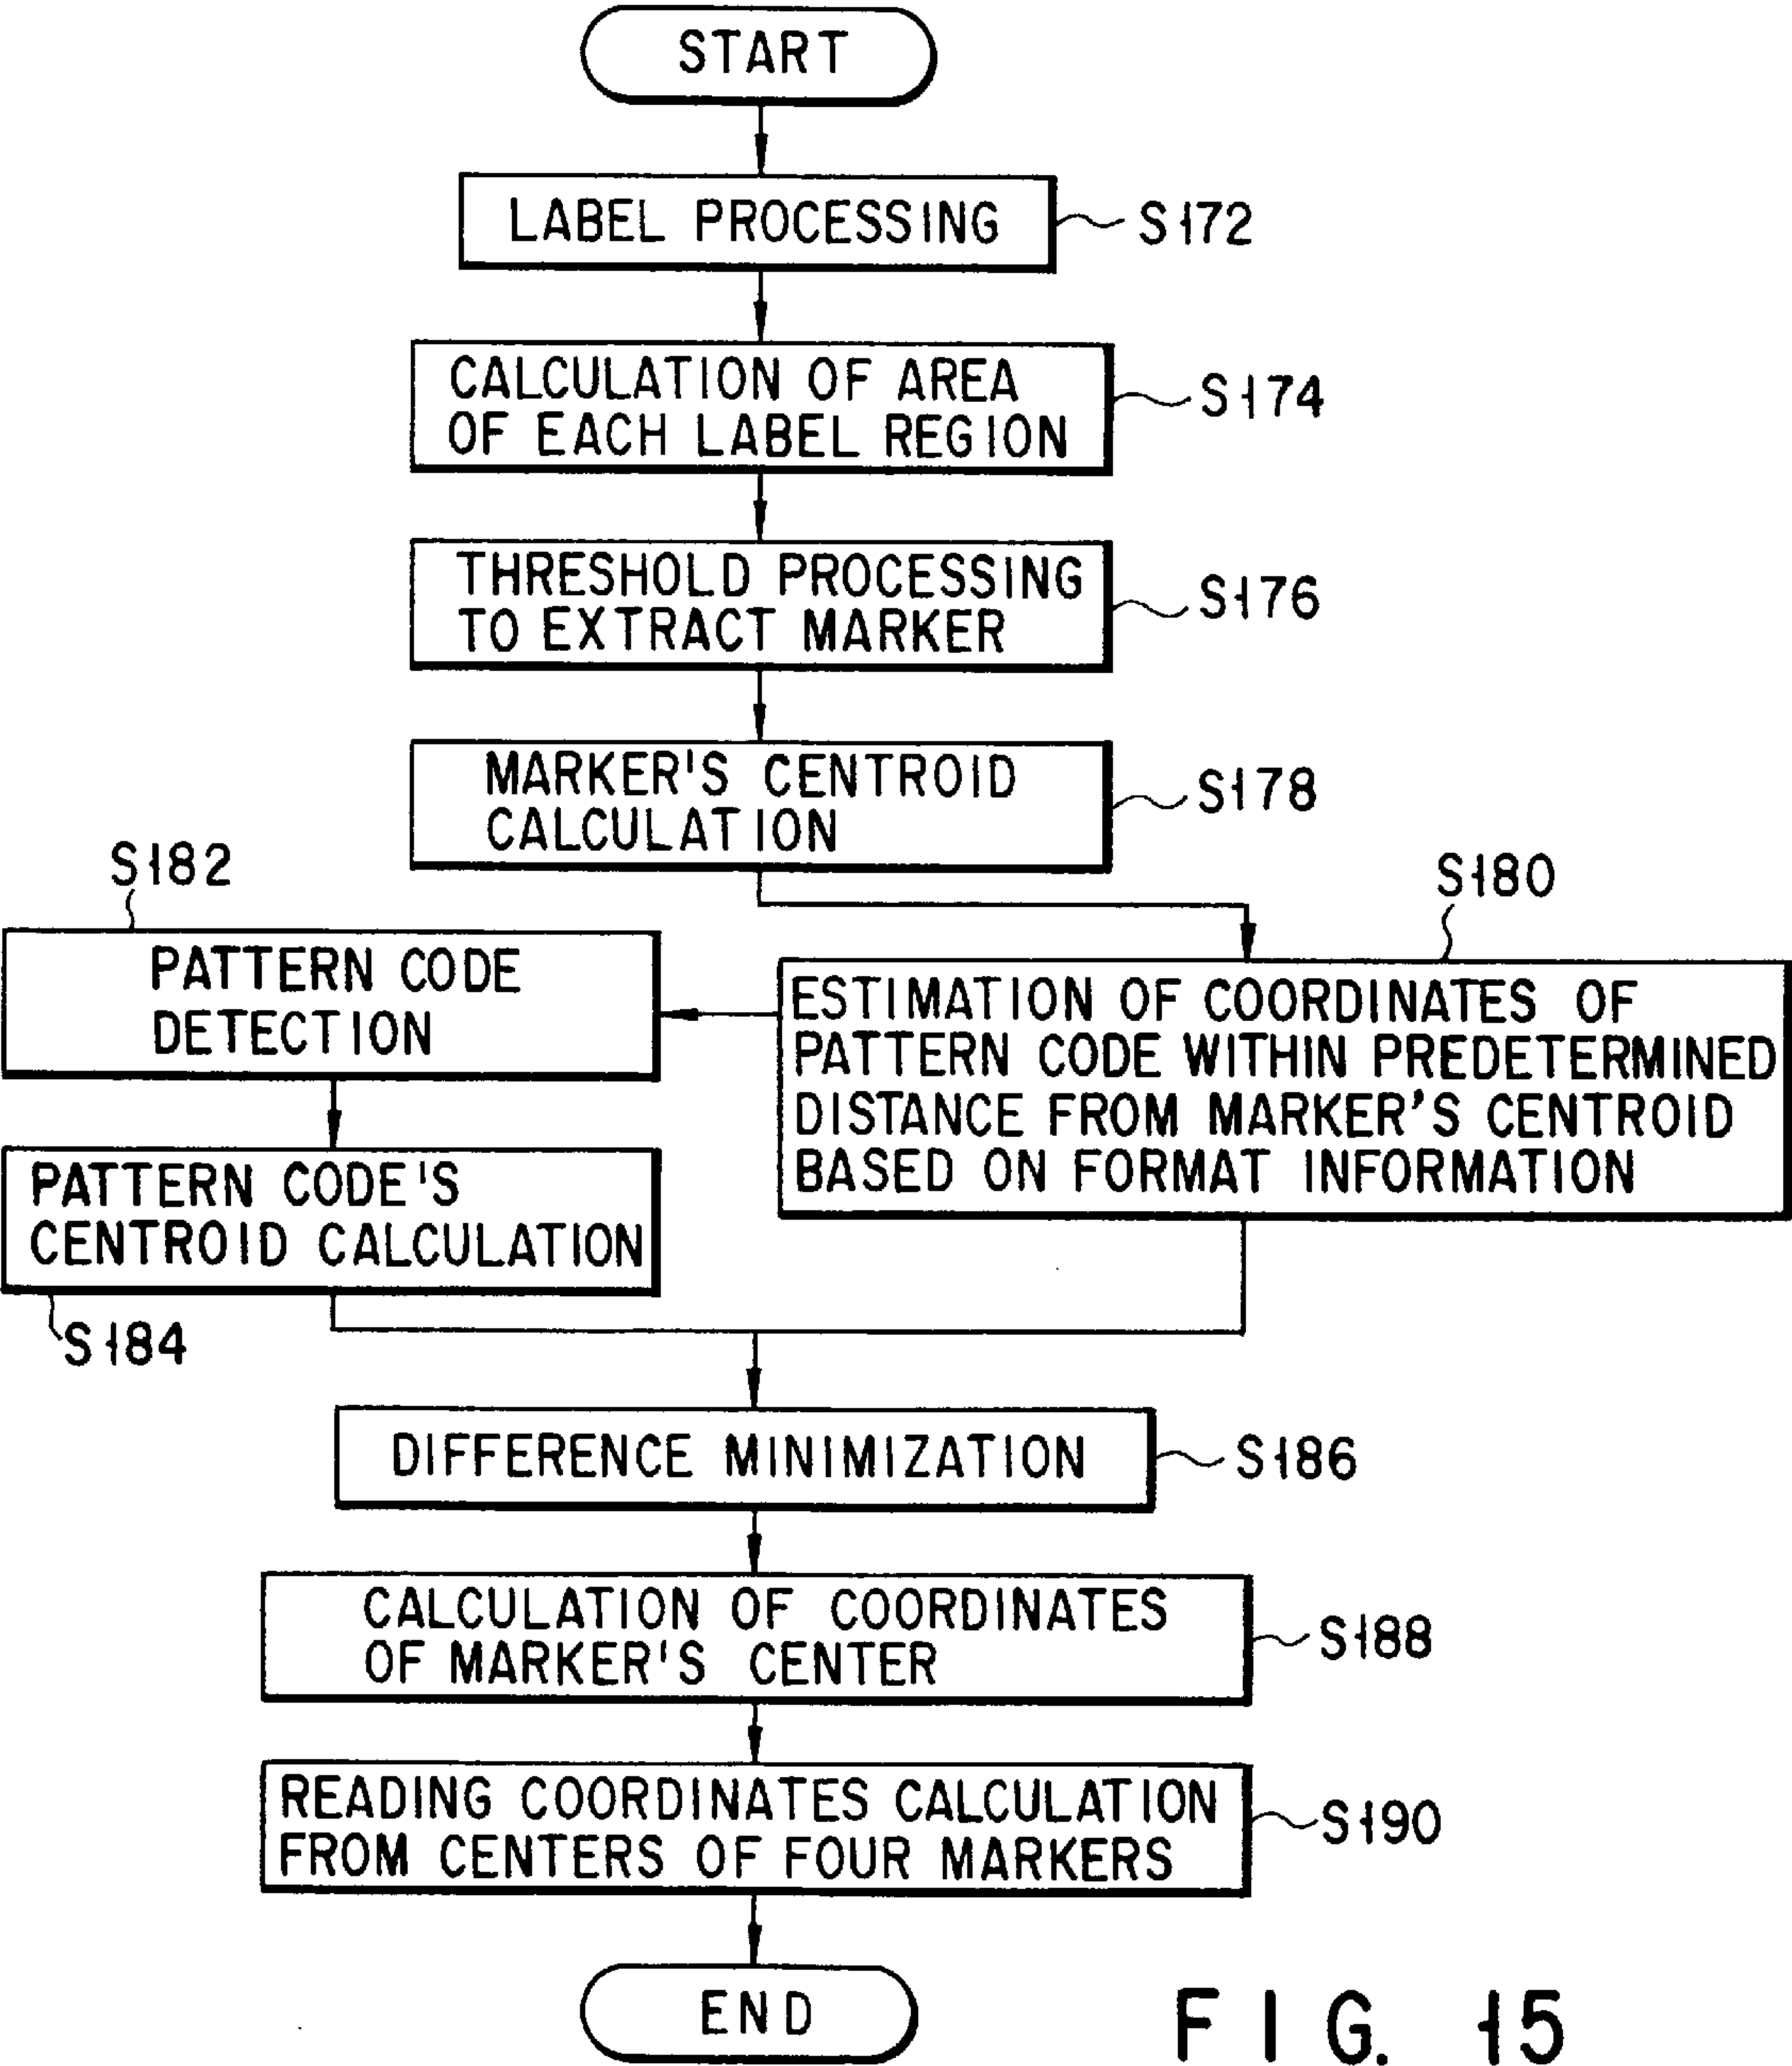 START
LABEL PROCESSING
S172
CALCULATION OF AREA
OF EACH LABEL REGION
S174
THRESHOLD PROCESSING
TO EXTRACT MARKER
S176
MARKER'S CENTROID
CALCULATION
S178
S180
ESTIMATION OF COORDINATES OF
PATTERN CODE WITHIN PREDETERMINED
DISTANCE FROM MARKER'S CENTROID
BASED ON FORMAT INFORMATION
S182
PATTERN CODE
DETECTION
PATTERN CODE'S
CENTROID CALCULATION
S184
DIFFERENCE MINIMIZATION
S186
CALCULATION OF COORDINATES
OF MARKER'S CENTER
S188
READING COORDINATES CALCULATION
FROM CENTERS OF FOUR MARKERS
S190
END
FIG. 15